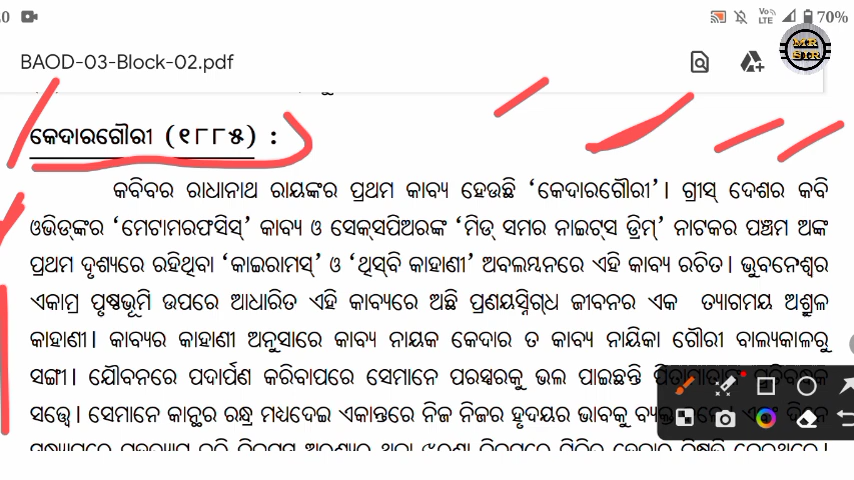 70%
BAOD-03-Block-02.pdf
MR
SIR
କେଦାରଗୌରୀ (୧୮୮୫) :
କବିବର ରାଧାନାଥ ରାୟଙ୍କର ପ୍ରଥମ କାବ୍ୟ ହେଉଛି ‘କେଦାରଗୌରୀ’। ଗ୍ରୀସ୍ ଦେଶର କବି
ଓଭିଡ୍‌ଙ୍କର ‘ମେଟାମରଫସିସ୍’ କାବ୍ୟ ଓ ସେକ୍‌ସପିଅରଙ୍କ ‘ମିଡ୍ ସମର ନାଇଟ୍‌ସ ଡ୍ରିମ୍’ ନାଟକର ପଞ୍ଚମ ଅଙ୍କ
ପ୍ରଥମ ଦୃଶ୍ୟରେ ରହିଥିବା ‘କାଇରାମସ୍’ ଓ ‘ଥିସ୍‌ବି କାହାଣୀ’ ଅବଲମ୍ବନରେ ଏହି କାବ୍ୟ ରଚିତ। ଭୁବନେଶ୍ୱର
ଏକାମ୍ର ପୃଷ୍ଠଭୂମି ଉପରେ ଆଧାରିତ ଏହି କାବ୍ୟରେ ଅଛି ପ୍ରଣୟସ୍ନିଗ୍ଧ ଜୀବନର ଏକ ତ୍ୟାଗମୟ ଅଶ୍ରୁଳ
କାହାଣୀ। କାବ୍ୟର କାହାଣୀ ଅନୁସାରେ କାବ୍ୟ ନାୟକ କେଦାର ତ କାବ୍ୟ ନାୟିକା ଗୌରୀ ବାଲ୍ୟକାଳରୁ
ସଙ୍ଗୀ। ଯୌବନରେ ପଦାର୍ପଣ କରିବାପରେ ସେମାନେ ପରସ୍ପରକୁ ଭଲ ପାଇଛନ୍ତି
ସତ୍ତ୍ୱେ। ସେମାନେ କାନ୍ଥର ରନ୍ଧ୍ର ମଧ୍ୟଦେଇ ଏକାନ୍ତରେ ନିଜ ନିଜର ହୃଦୟର ଭାବକୁ